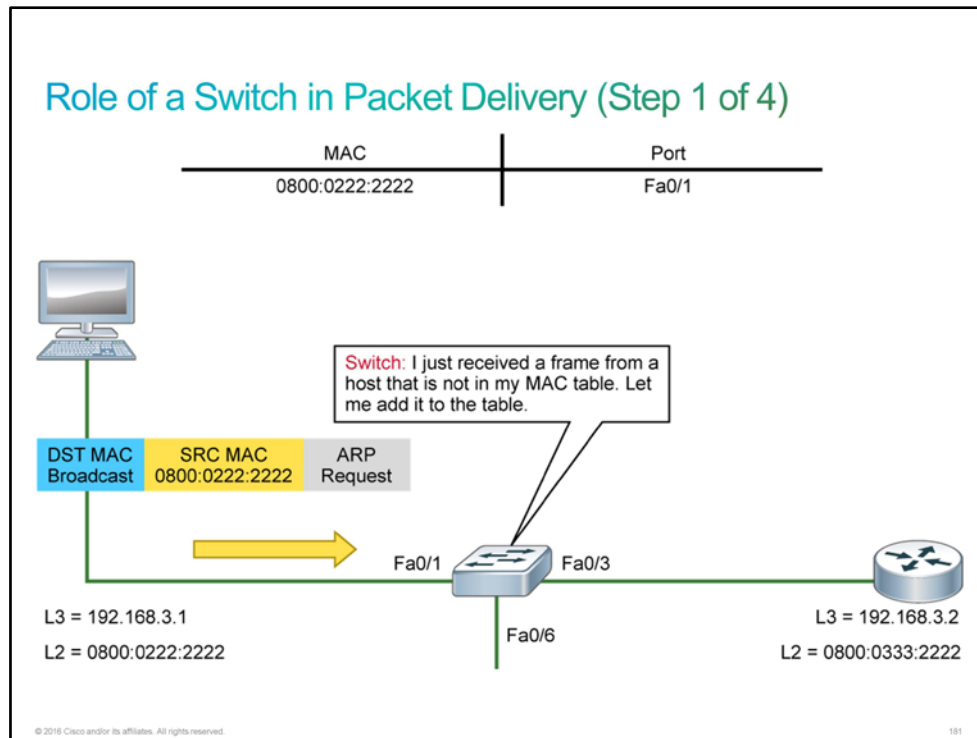 Role of a Switch in Packet Delivery (Step 1 of 4)
MAC Port
0800:0222:2222 Fa0/1
Switch: I just received a frame from a
host that is not in my MAC table. Let
me add it to the table.
DST MAC SRC MAC ARP
Broadcast 0800:0222:2222 Request
Fa0/1 Fa0/3
Fa0/6
L3 = 192.168.3.1 L3 = 192.168.3.2
L2 = 0800:0222:2222 L2 = 0800:0333:2222
© 2016 Cisco and/or its affiliates. All rights reserved. 181